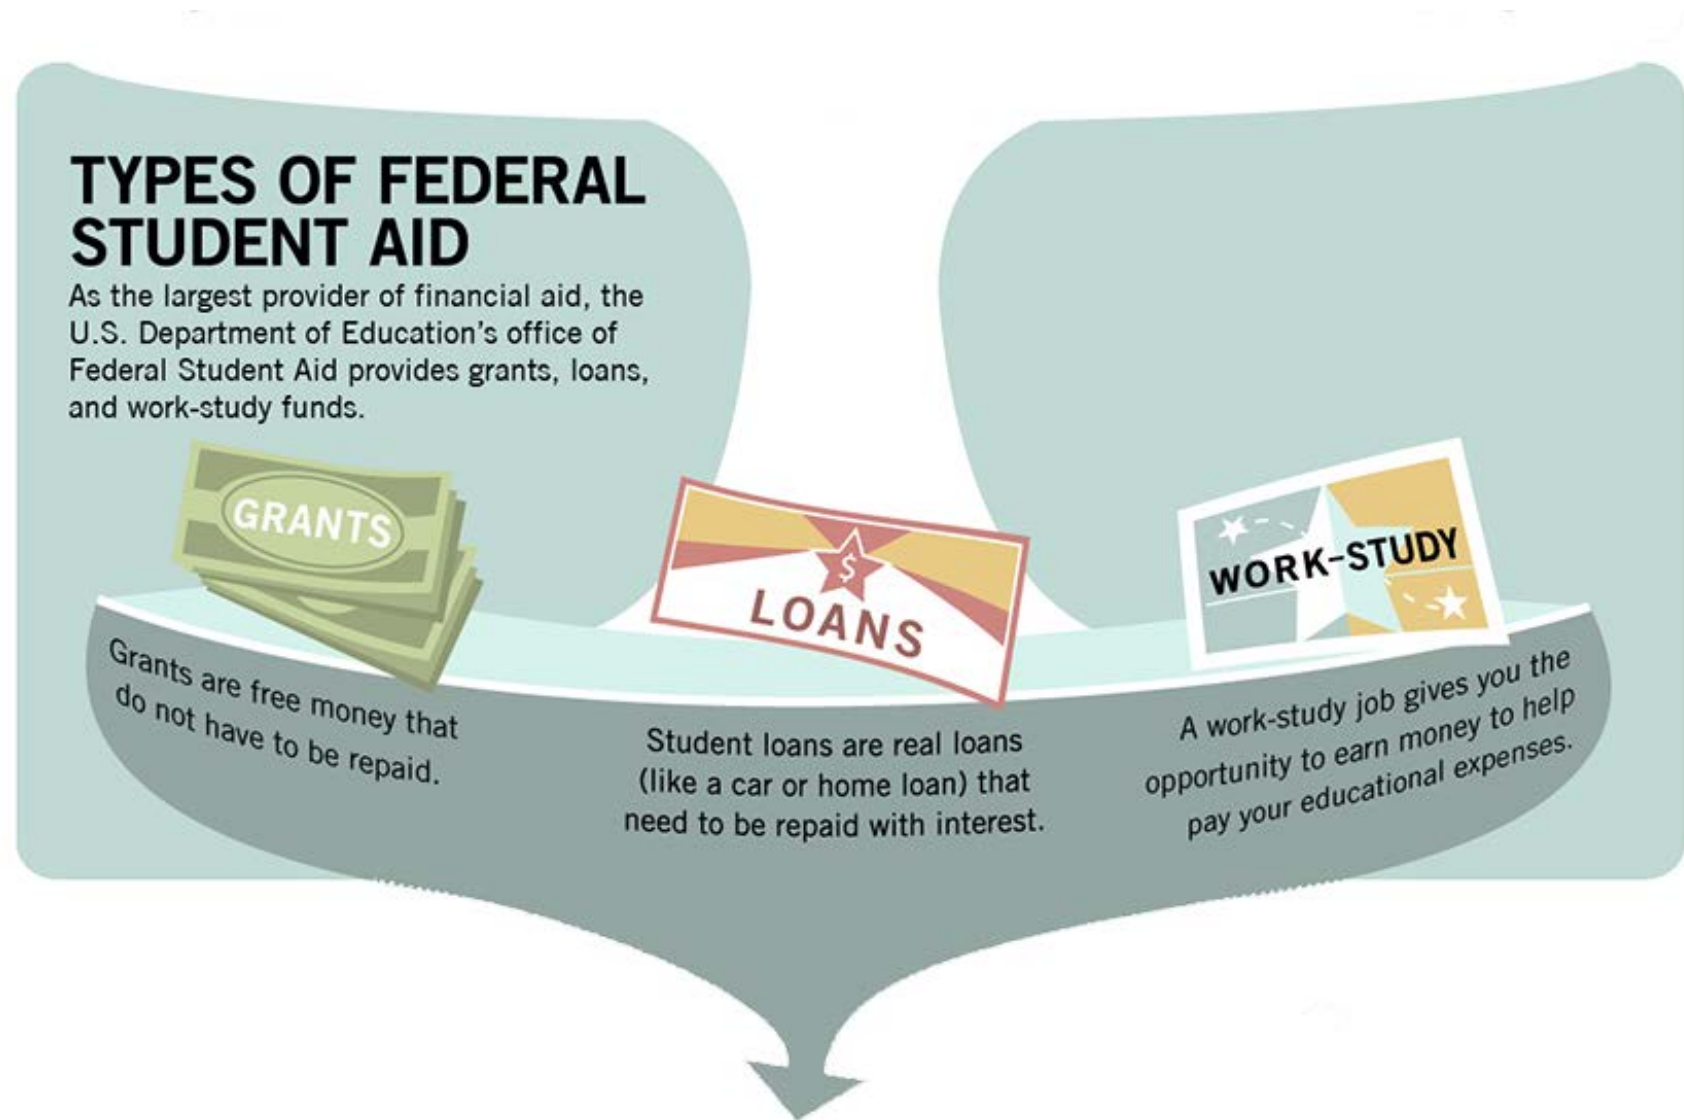 TYPES OF FEDERAL
STUDENT AID
As the largest provider of financial aid, the
U.S. Department of Education's office of
Federal Student Aid provides grants, loans,
and work-study funds.
GRANTS
Grants are free money that
do not have to be repaid.
$
LOANS
Student loans are real loans
(like a car or home loan) that
need to be repaid with interest.
WORK-STUDY
A work-study job gives you the
opportunity to earn money to help
pay your educational expenses.